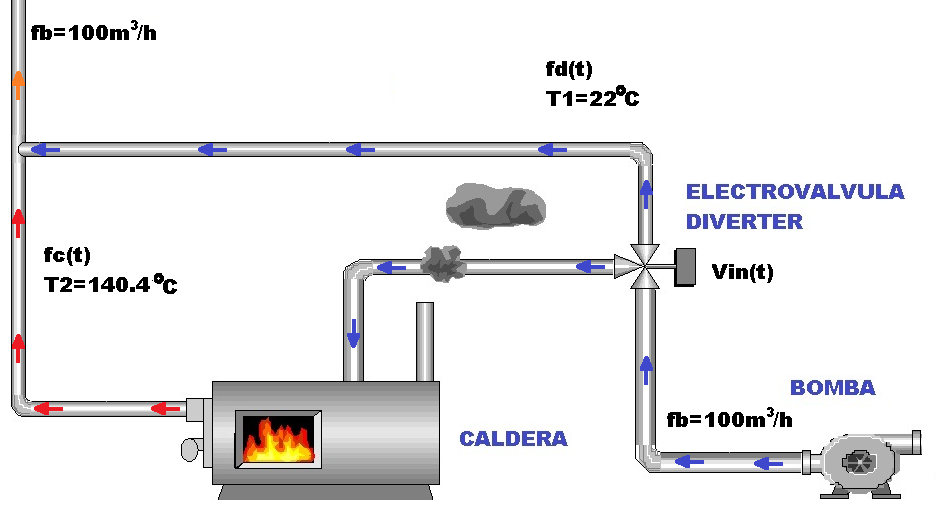 fb=100m³/h
fd(t)
T1=22°C
ELECTROVALVULA
DIVERTER
fc(t)
T2=140.4°C
Vin(t)
BOMBA
fb=100m³/h
CALDERA